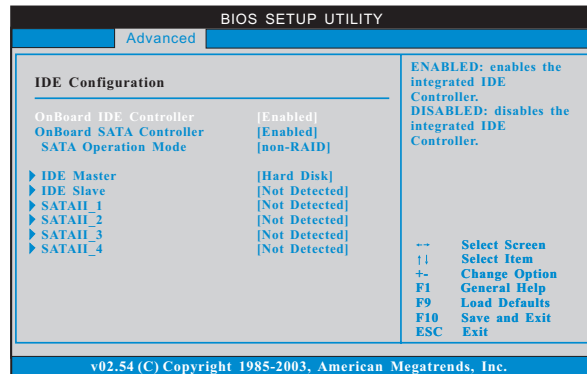 BIOS SETUP UTILITY
Advanced
IDE Configuration
OnBoard IDE Controller [Enabled]
OnBoard SATA Controller [Enabled]
SATA Operation Mode [non-RAID]
IDE Master [Hard Disk]
IDE Slave [Not Detected]
SATAII_1 [Not Detected]
SATAII_2 [Not Detected]
SATAII_3 [Not Detected]
SATAII_4 [Not Detected]
ENABLED: enables the
integrated IDE
Controller.
DISABLED: disables the
integrated IDE
Controller.
←→ Select Screen
↑↓ Select Item
+- Change Option
F1 General Help
F9 Load Defaults
F10 Save and Exit
ESC Exit
v02.54 (C) Copyright 1985-2003, American Megatrends, Inc.